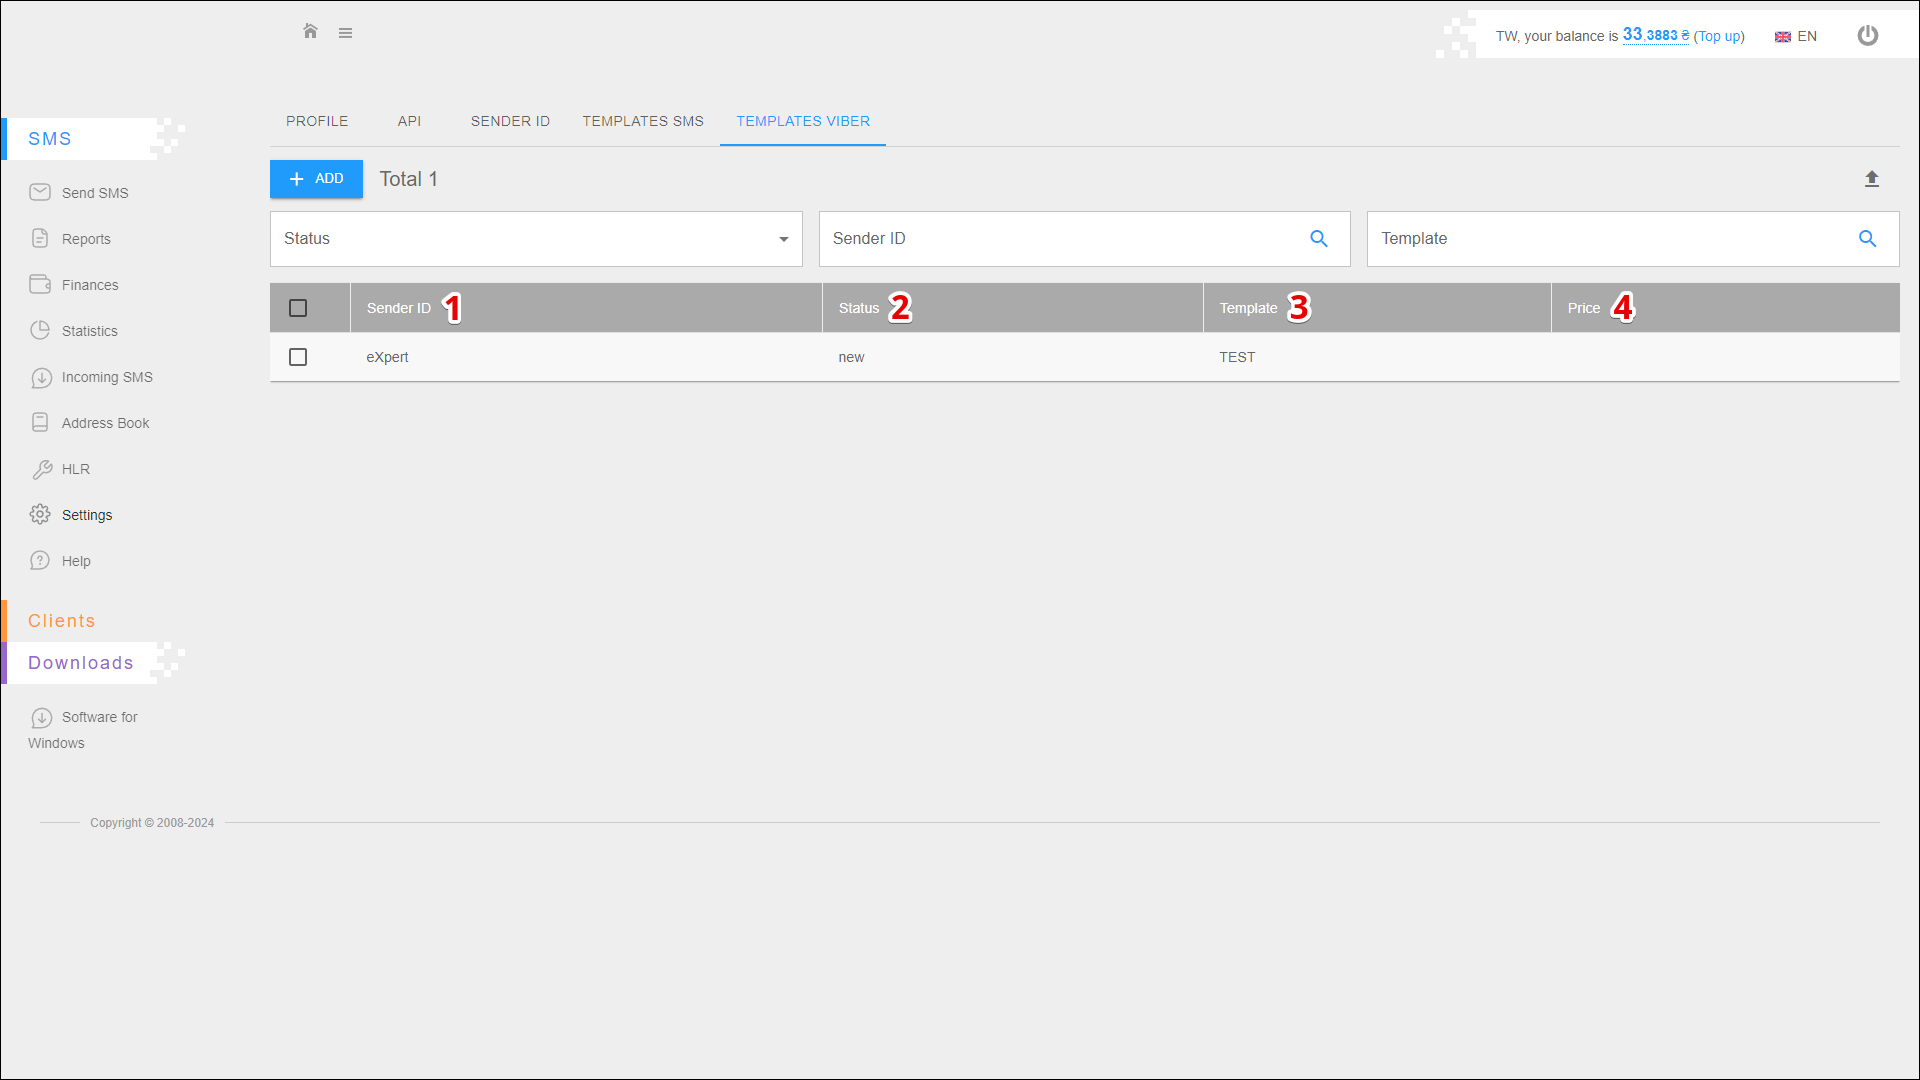 TW, your balance is 33,3883 ₴ (Top up)
EN
SMS
Send SMS
Reports
Finances
Statistics
Incoming SMS
Address Book
HLR
Settings
Help
Clients
Downloads
Software for
Windows
PROFILE
API
SENDER ID
TEMPLATES SMS
TEMPLATES VIBER
ADD
Total 1
Status
Sender ID
Template
Sender ID 1
Status 2
Template 3
Price 4
eXpert
new
TEST
Copyright © 2008-2024